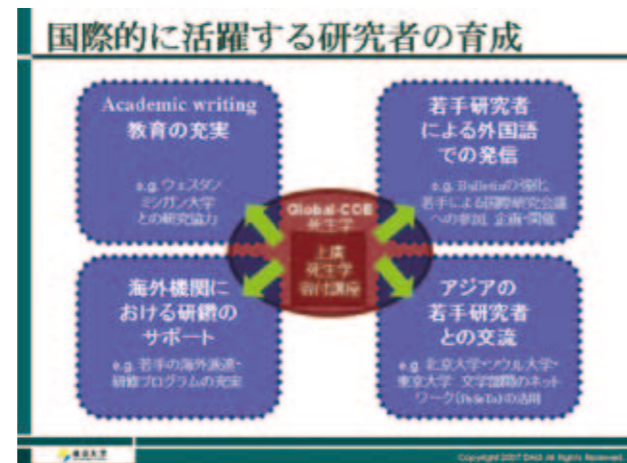 国際的に活躍する研究者の育成
Academic writing
教育の充実
e.g. ウェスタン
ミシガン大学
との研究協力
若手研究者
による外国語
での発信
e.g. Bulletinの強化
若手による国際研究会議
への参加、企画・開催
Global-COE
死生学
上廣
死生学
寄付講座
海外機関に
おける研鑽の
サポート
e.g. 若手の海外派遣・
研修プログラムの充実
アジアの
若手研究者
との交流
e.g. 北京大学・ソウル大学・
東京大学 文学部間のネット
ワーク(BeSeTo)の活用
東京大学
Copyright 2007 DALS All Rights Reserved.